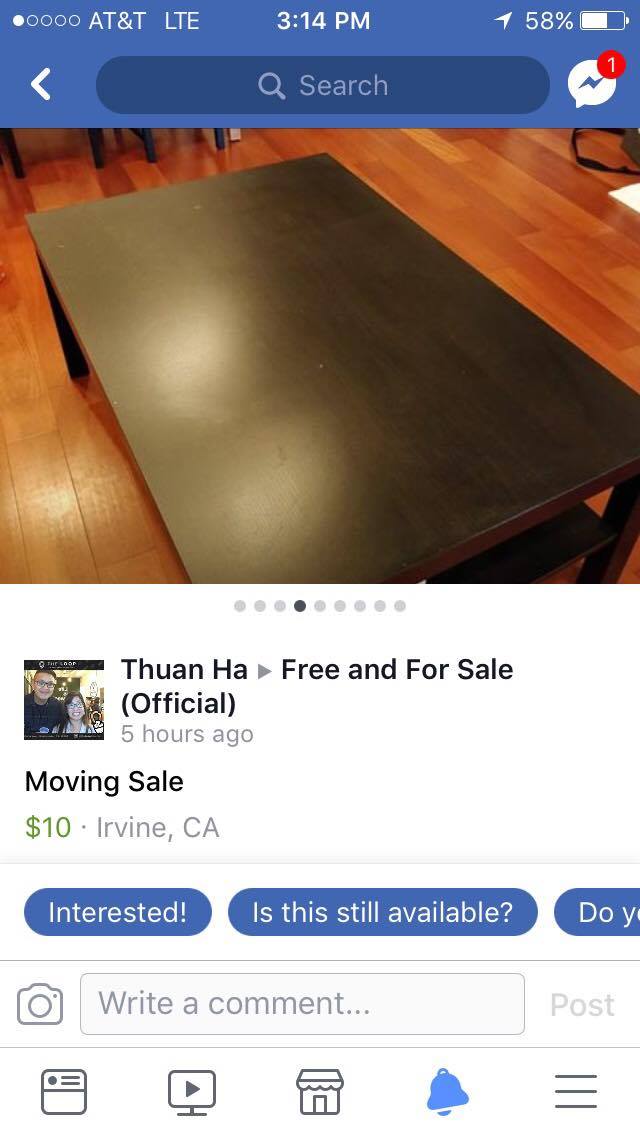 AT&T LTE 3:14 PM 58%
Search
1
Thuan Ha ▸ Free and For Sale
(Official)
5 hours ago
Moving Sale
$10 · Irvine, CA
Interested! Is this still available? Do y
Write a comment... Post